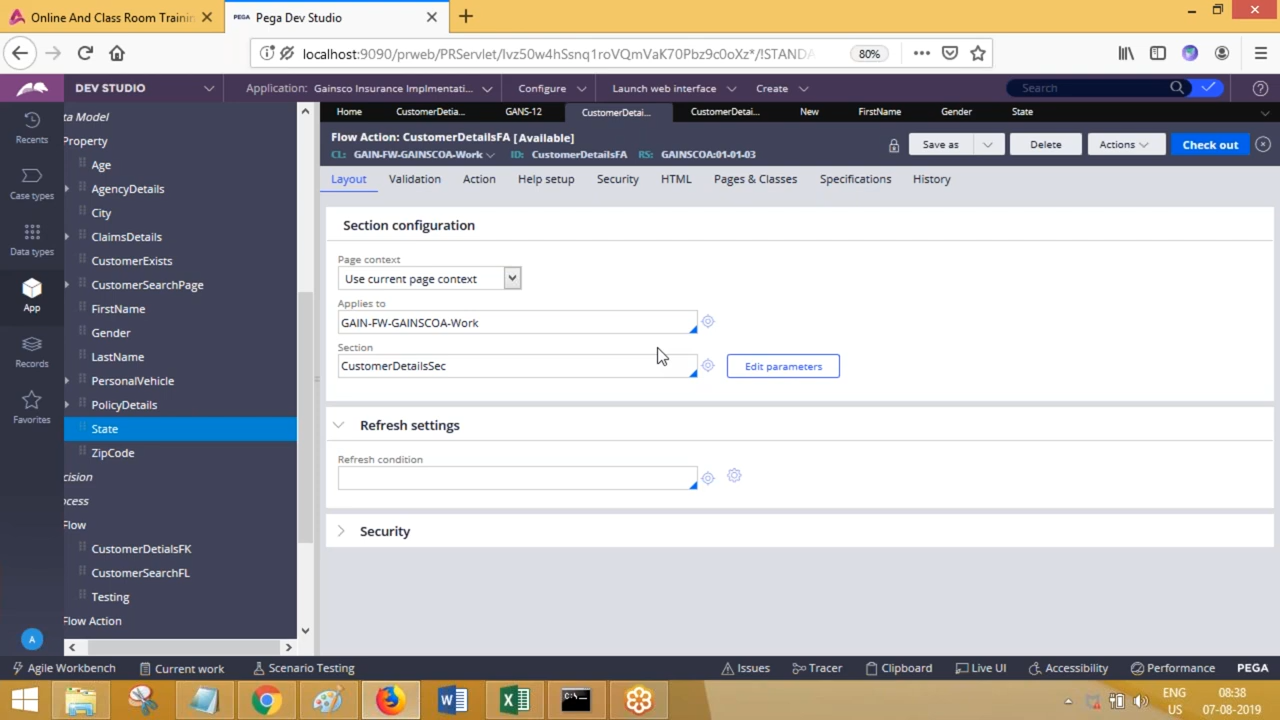 Online And Class Room Trainin
PEGA Pega Dev Studio
localhost:9090/prweb/PRServlet/Ivz50w4hSsnq1roVQmVaK70Pbz9c0oXz*/!STANDA
80%
DEV STUDIO
Application: Gainsco Insurance Implmentati...
Configure
Launch web interface
Create
Search
Recents
Case types
Data types
App
Records
Favorites
A
ta Model
Property
Age
AgencyDetails
City
ClaimsDetails
CustomerExists
CustomerSearchPage
FirstName
Gender
LastName
PersonalVehicle
PolicyDetails
State
ZipCode
cision
ocess
Flow
CustomerDetialsFK
CustomerSearchFL
Testing
Flow Action
Home CustomerDetia... GANS-12 CustomerDetai... CustomerDetai... New FirstName Gender State
Flow Action: CustomerDetailsFA [Available]
CL: GAIN-FW-GAINSCOA-Work ID: CustomerDetailsFA RS: GAINSCOA:01-01-03
Save as Delete Actions Check out
Layout Validation Action Help setup Security HTML Pages & Classes Specifications History
Section configuration
Page context
Use current page context
Applies to
GAIN-FW-GAINSCOA-Work
Section
CustomerDetailsSec
Edit parameters
Refresh settings
Refresh condition
Security
Agile Workbench Current work Scenario Testing Issues Tracer Clipboard Live UI Accessibility Performance PEGA
ENG
US
08:38
07-08-2019